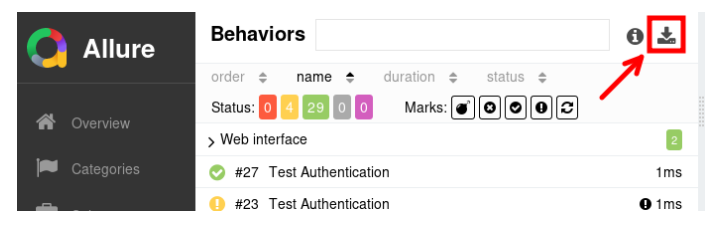 Allure
Behaviors
order name duration status
Status: 0 4 29 0 0 Marks:
Overview
Web interface 2
Categories
#27 Test Authentication 1ms
#23 Test Authentication 1ms